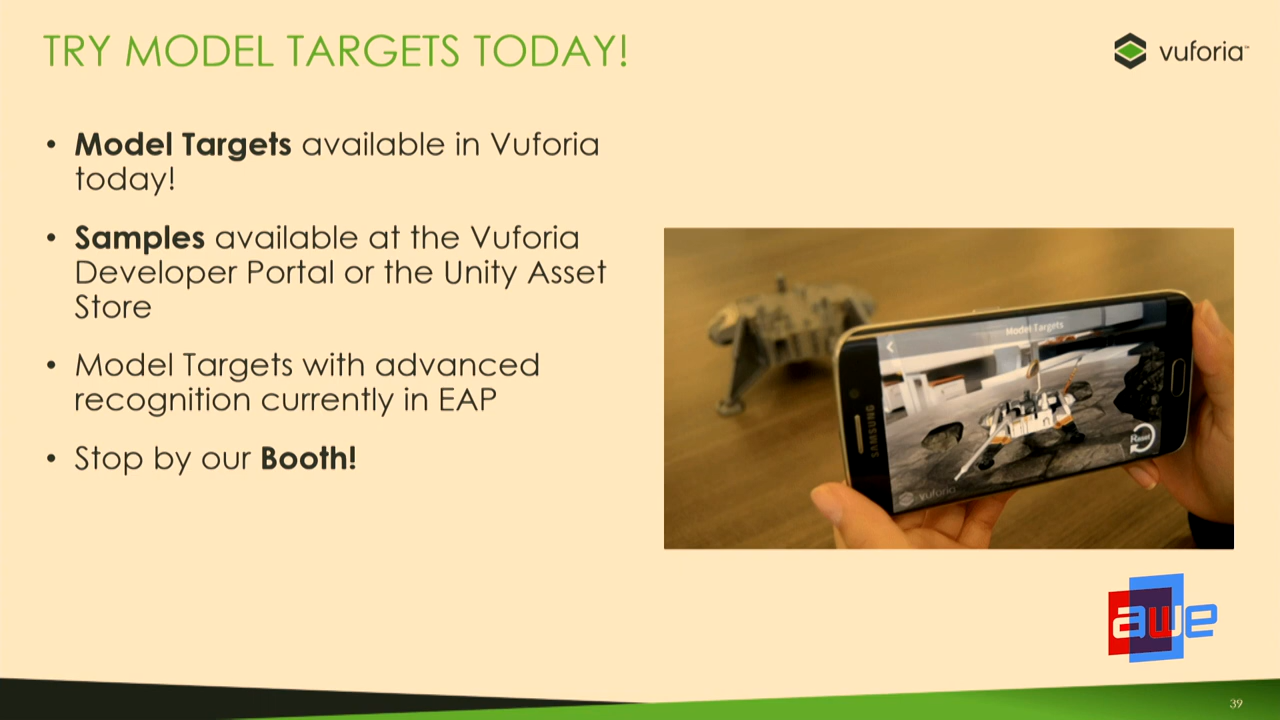 TRY MODEL TARGETS TODAY!
vuforia™
• Model Targets available in Vuforia
today!
• Samples available at the Vuforia
Developer Portal or the Unity Asset
Store
• Model Targets with advanced
recognition currently in EAP
• Stop by our Booth!
Model Targets
SAMSUNG
Reset
vuforia
awe
39